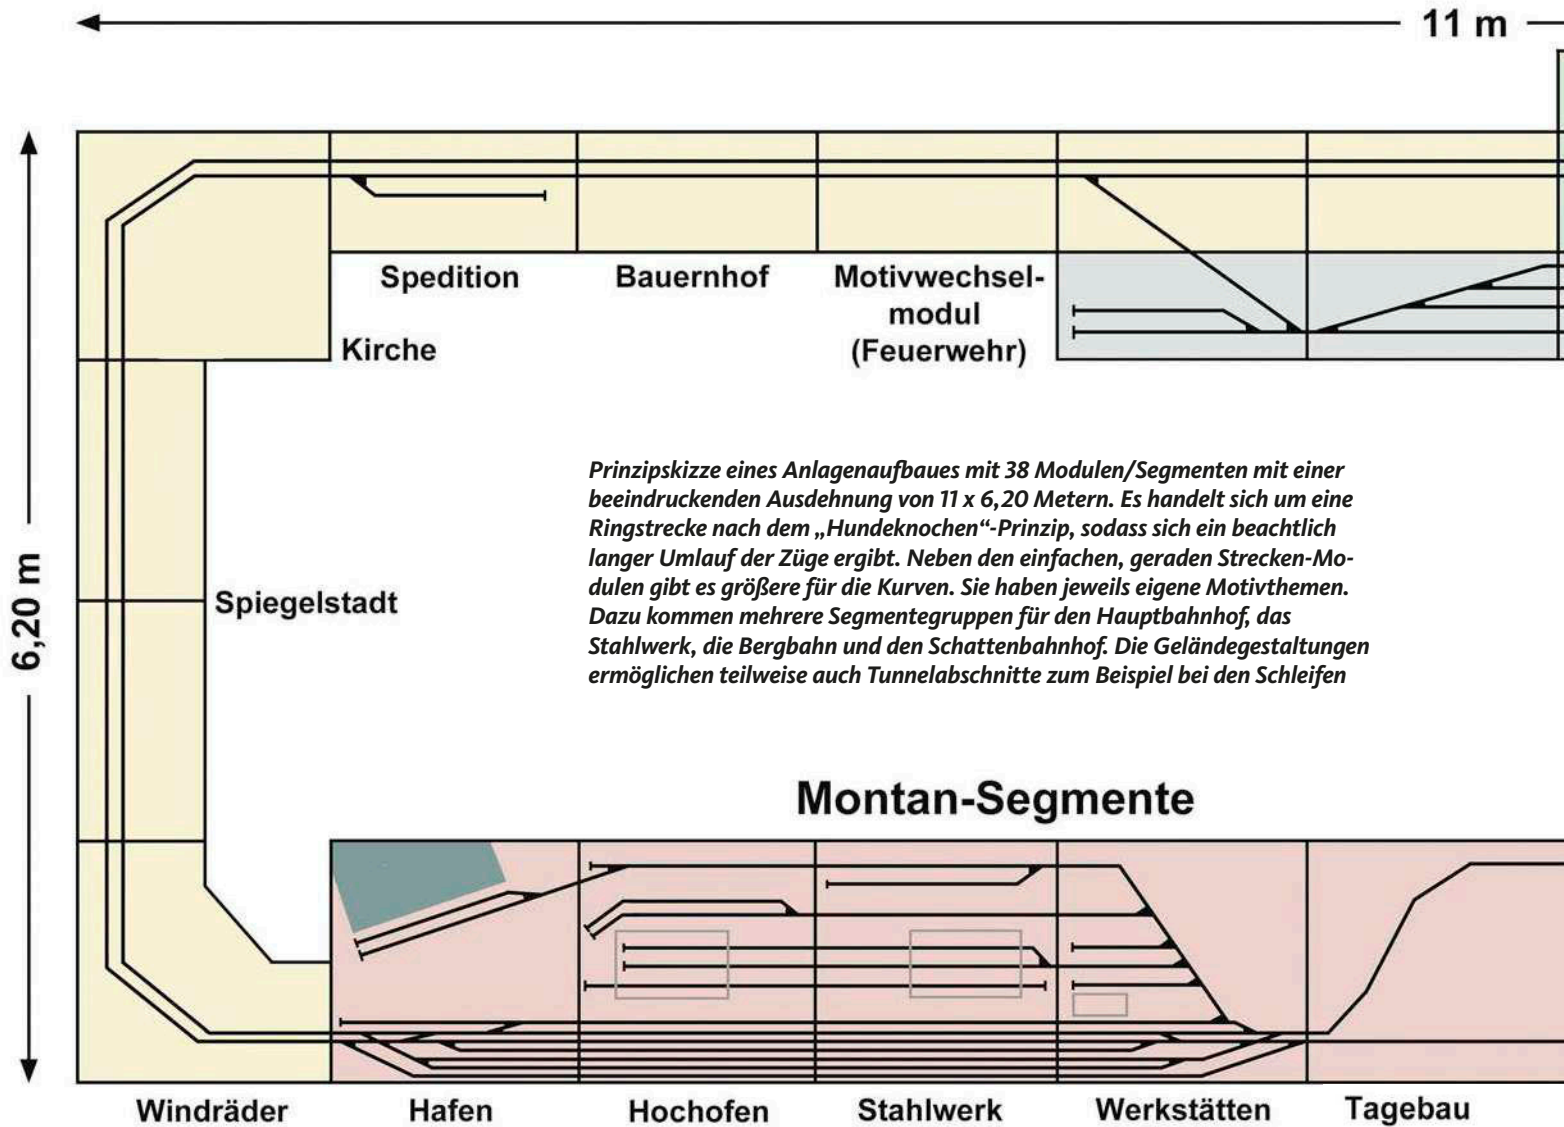 11 m
6,20 m
Spedition
Bauernhof
Motivwechsel-
modul
(Feuerwehr)
Kirche
Spiegelstadt
Prinzipskizze eines Anlagenaufbaues mit 38 Modulen/Segmenten mit einer
beeindruckenden Ausdehnung von 11 x 6,20 Metern. Es handelt sich um eine
Ringstrecke nach dem „Hundeknochen“-Prinzip, sodass sich ein beachtlich
langer Umlauf der Züge ergibt. Neben den einfachen, geraden Strecken-Mo-
dulen gibt es größere für die Kurven. Sie haben jeweils eigene Motivthemen.
Dazu kommen mehrere Segmentegruppen für den Hauptbahnhof, das
Stahlwerk, die Bergbahn und den Schattenbahnhof. Die Geländegestaltungen
ermöglichen teilweise auch Tunnelabschnitte zum Beispiel bei den Schleifen
Montan-Segmente
Windräder
Hafen
Hochofen
Stahlwerk
Werkstätten
Tagebau